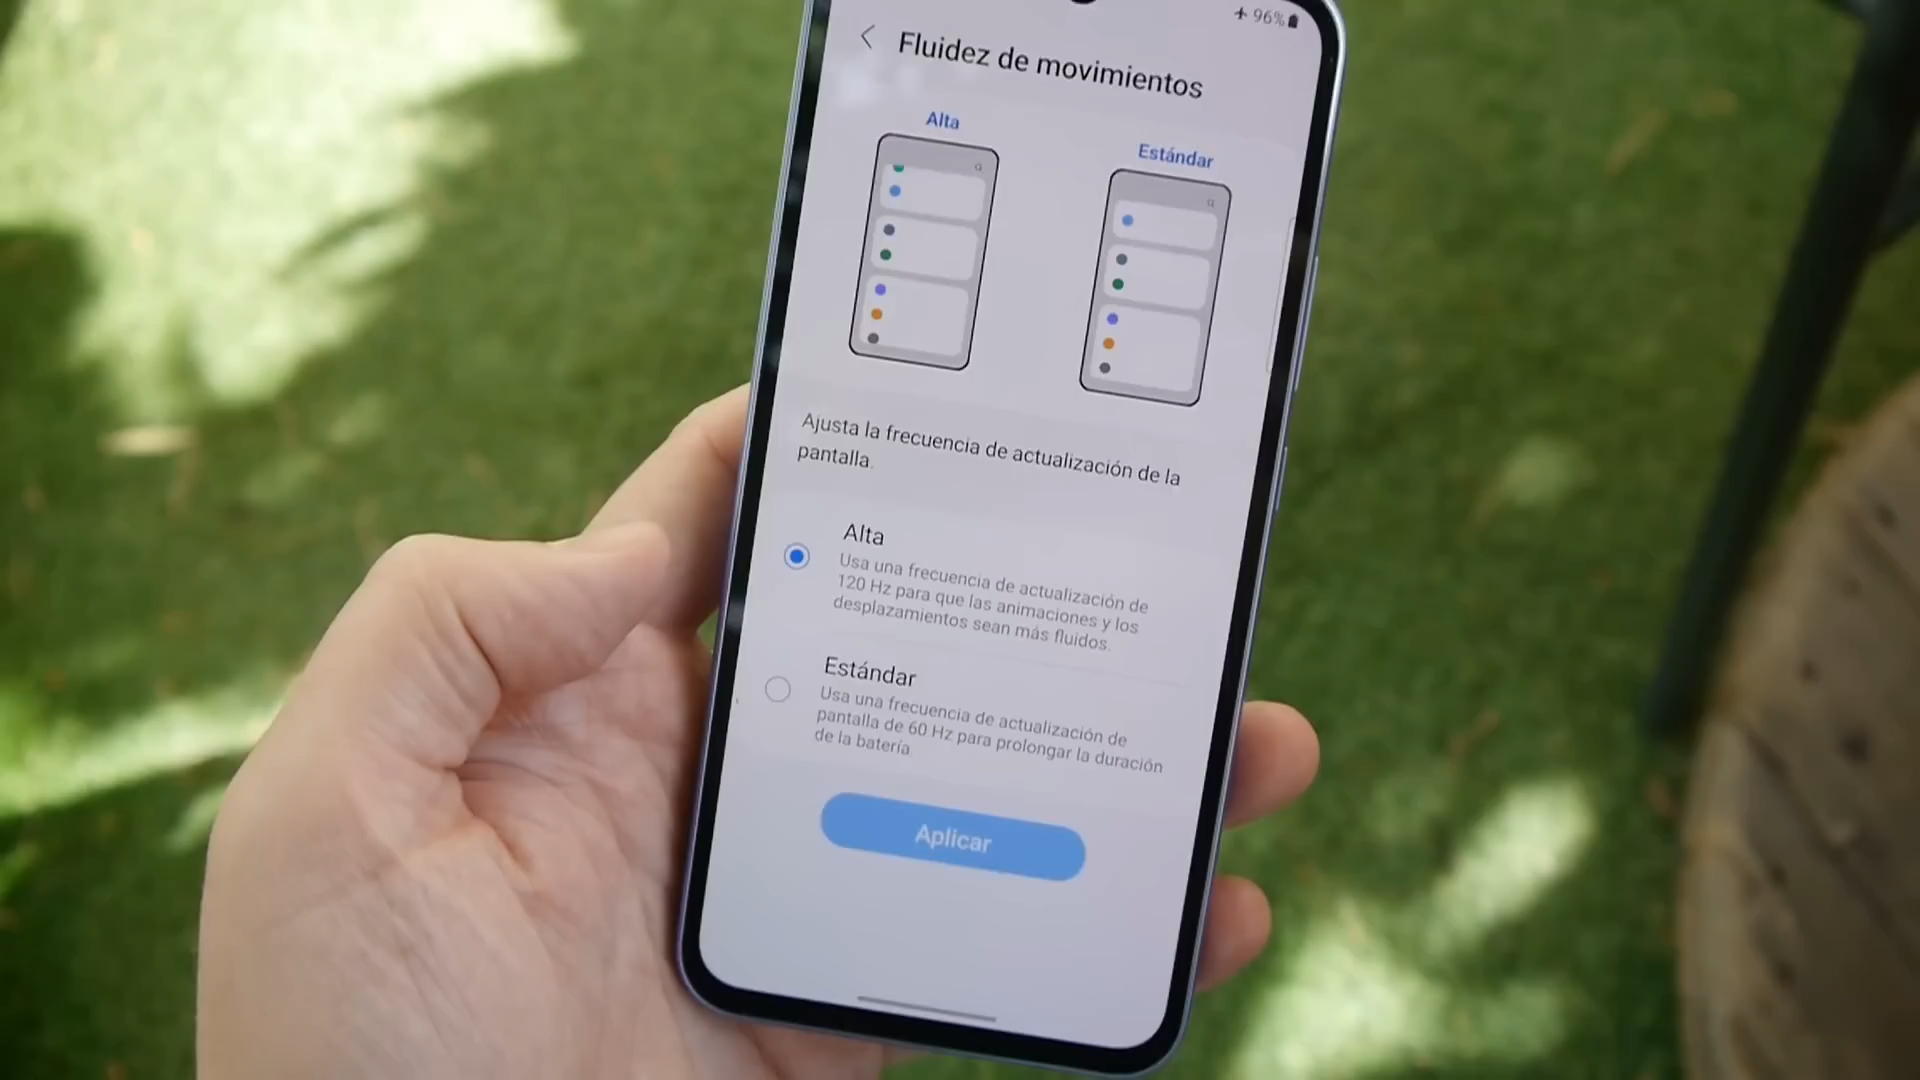 96%
Fluidez de movimientos
Alta
Estándar
Ajusta la frecuencia de actualización de la
pantalla.
Alta
Usa una frecuencia de actualización de
120 Hz para que las animaciones y los
desplazamientos sean más fluidos.
Estándar
Usa una frecuencia de actualización de
pantalla de 60 Hz para prolongar la duración
de la batería
Aplicar